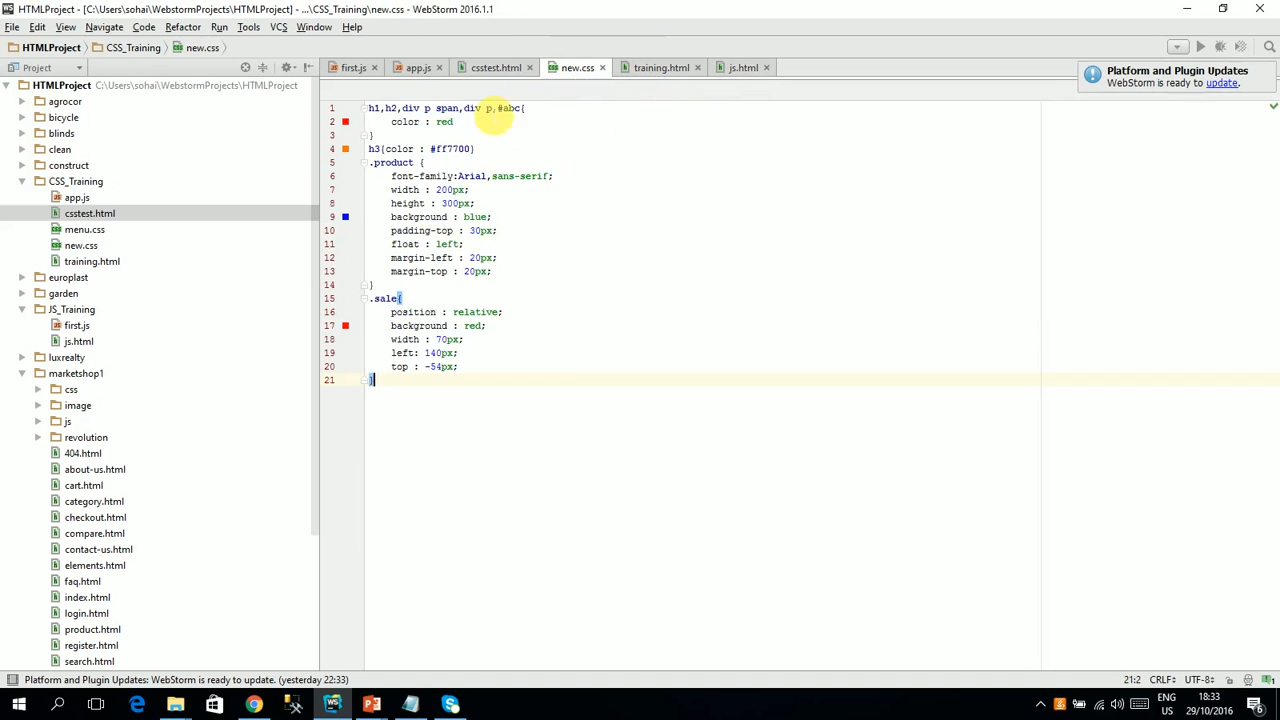 HTMLProject - [C:\Users\sohai\WebstormProjects\HTMLProject] - ...\CSS_Training\new.css - WebStorm 2016.1.1
File Edit View Navigate Code Refactor Run Tools VCS Window Help
HTMLProject CSS_Training new.css
Project
first.js app.js csstest.html new.css training.html js.html
Platform and Plugin Updates
WebStorm is ready to update.
HTMLProject C:\Users\sohai\WebstormProjects\HTMLProject
agrocor
bicycle
blinds
clean
construct
CSS_Training
app.js
csstest.html
menu.css
new.css
training.html
europlast
garden
JS_Training
first.js
js.html
luxrealty
marketshop1
css
image
js
revolution
404.html
about-us.html
cart.html
category.html
checkout.html
compare.html
contact-us.html
elements.html
faq.html
index.html
login.html
product.html
register.html
search.html
1 h1,h2,div p span,div p,#abc{
2 color : red
3 }
4 h3{color : #ff7700}
5 .product {
6 font-family:Arial,sans-serif;
7 width : 200px;
8 height : 300px;
9 background : blue;
10 padding-top : 30px;
11 float : left;
12 margin-left : 20px;
13 margin-top : 20px;
14 }
15 .sale{
16 position : relative;
17 background : red;
18 width : 70px;
19 left: 140px;
20 top : -54px;
21 }
Platform and Plugin Updates: WebStorm is ready to update. (yesterday 22:33)
21:2 CRLF÷ UTF-8÷
ENG
US
18:33
29/10/2016
6